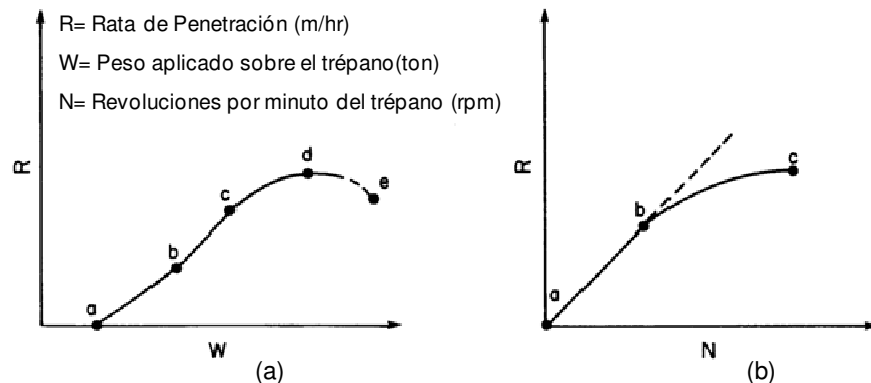 R= Rata de Penetración (m/hr)
W= Peso aplicado sobre el trépano(ton)
N= Revoluciones por minuto del trépano (rpm)
R
a
b
c
d
e
W
(a)
R
a
b
c
N
(b)